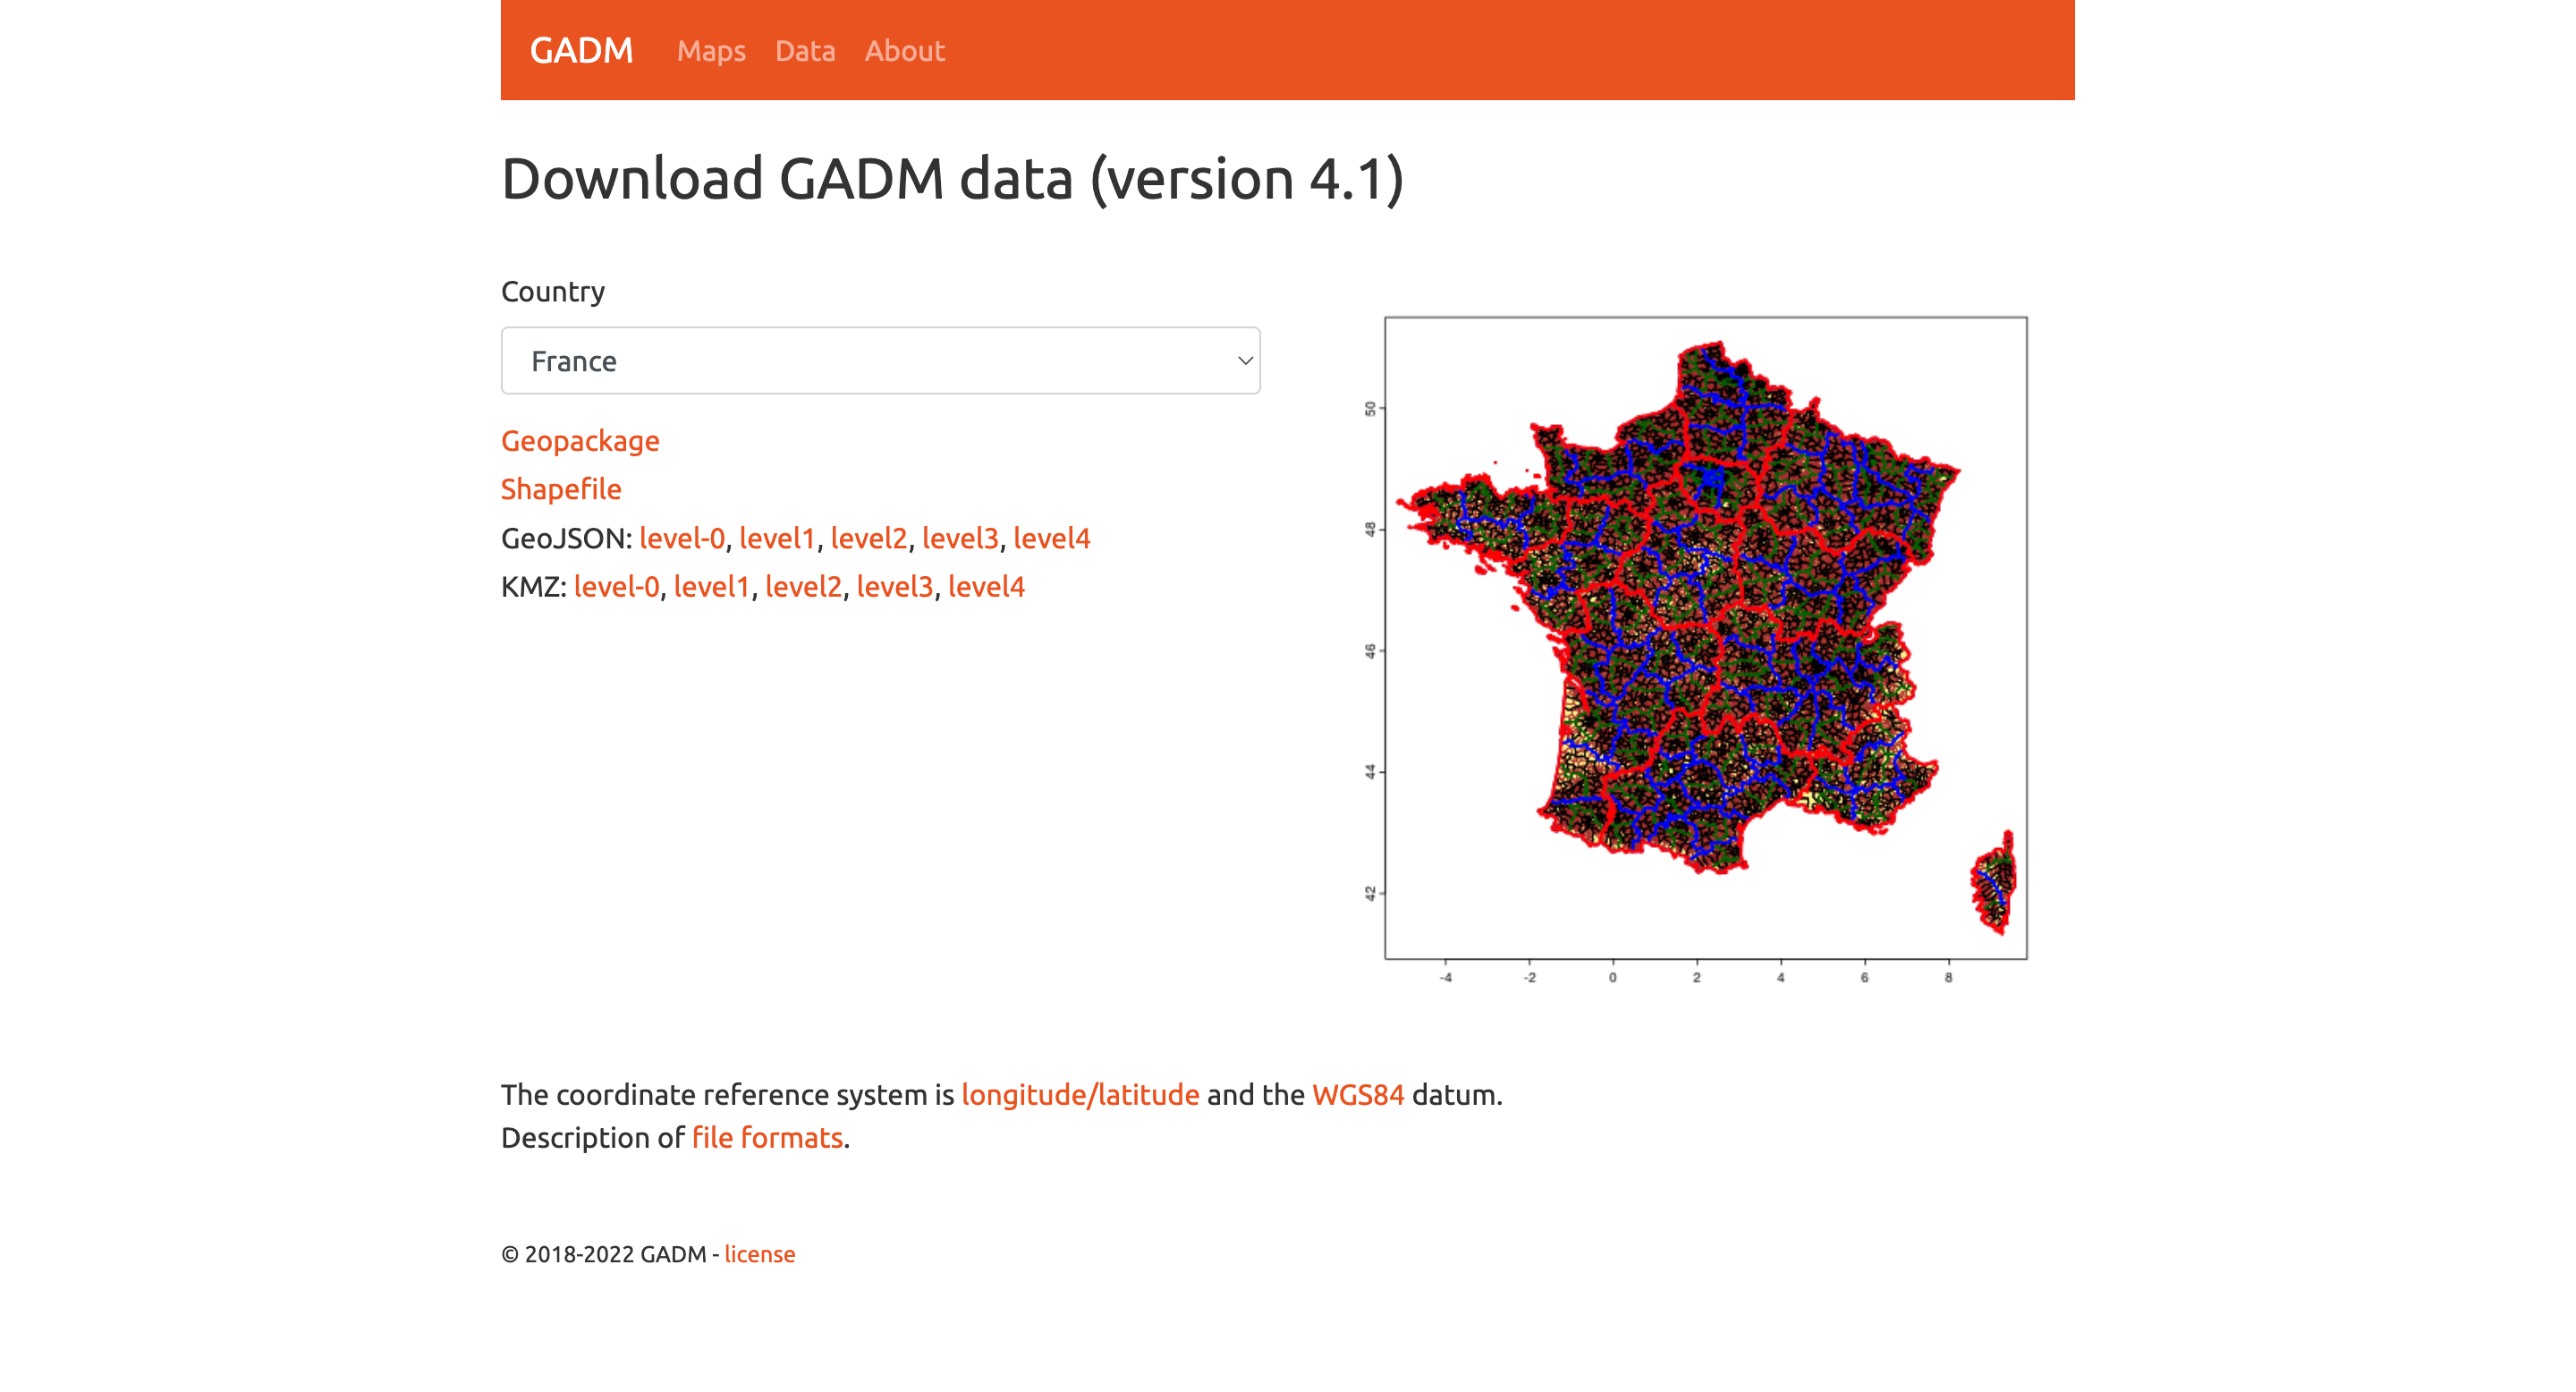 GADM Maps Data About
Download GADM data (version 4.1)
Country
France
Geopackage
Shapefile
GeoJSON: level-0, level1, level2, level3, level4
KMZ: level-0, level1, level2, level3, level4
50
48
46
44
42
-4 -2 0 2 4 6 8
The coordinate reference system is longitude/latitude and the WGS84 datum.
Description of file formats.
© 2018-2022 GADM - license